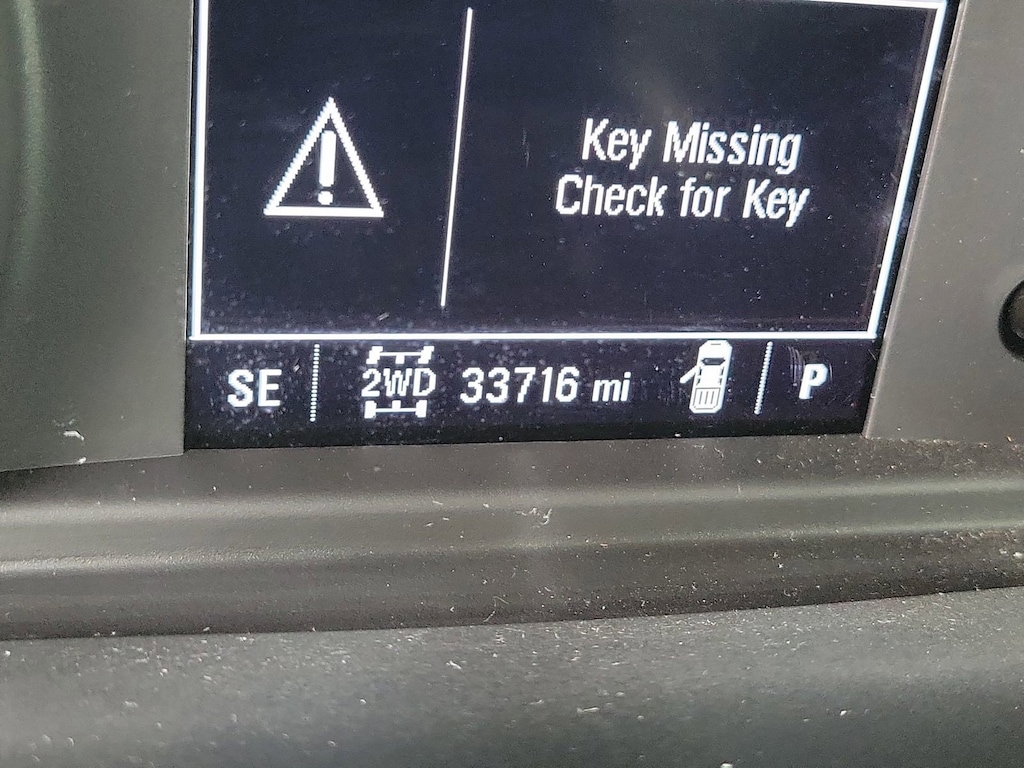 Key Missing
Check for Key
SE 2WD 33716 mi P